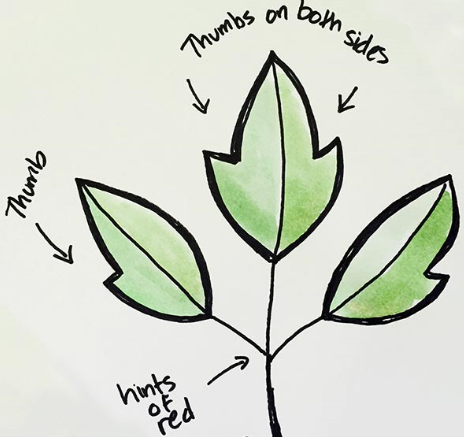 Thumbs on both sides
Thumb
hints
of
red